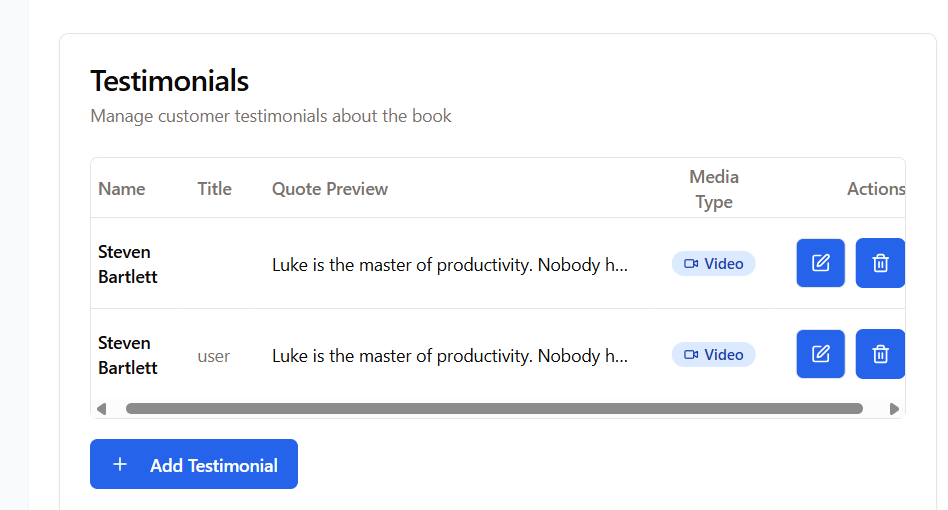 Testimonials
Manage customer testimonials about the book
Name Title Quote Preview Media Type Actions
Steven Bartlett Luke is the master of productivity. Nobody h... Video
Steven Bartlett user Luke is the master of productivity. Nobody h... Video
+ Add Testimonial